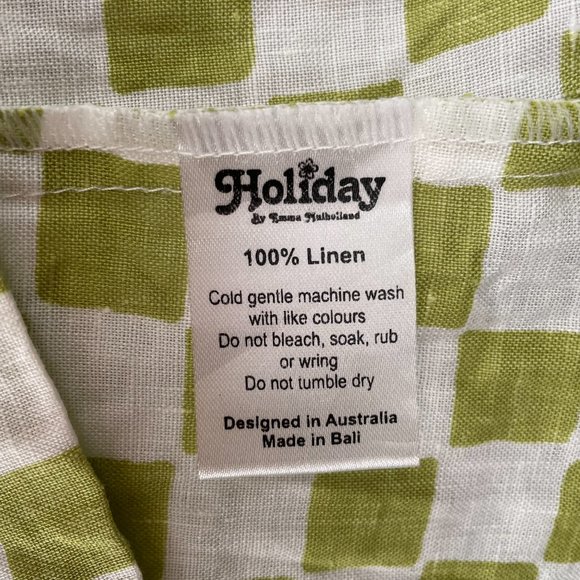 Holiday
By Emma Mulholland
100% Linen
Cold gentle machine wash
with like colours
Do not bleach, soak, rub
or wring
Do not tumble dry
Designed in Australia
Made in Bali